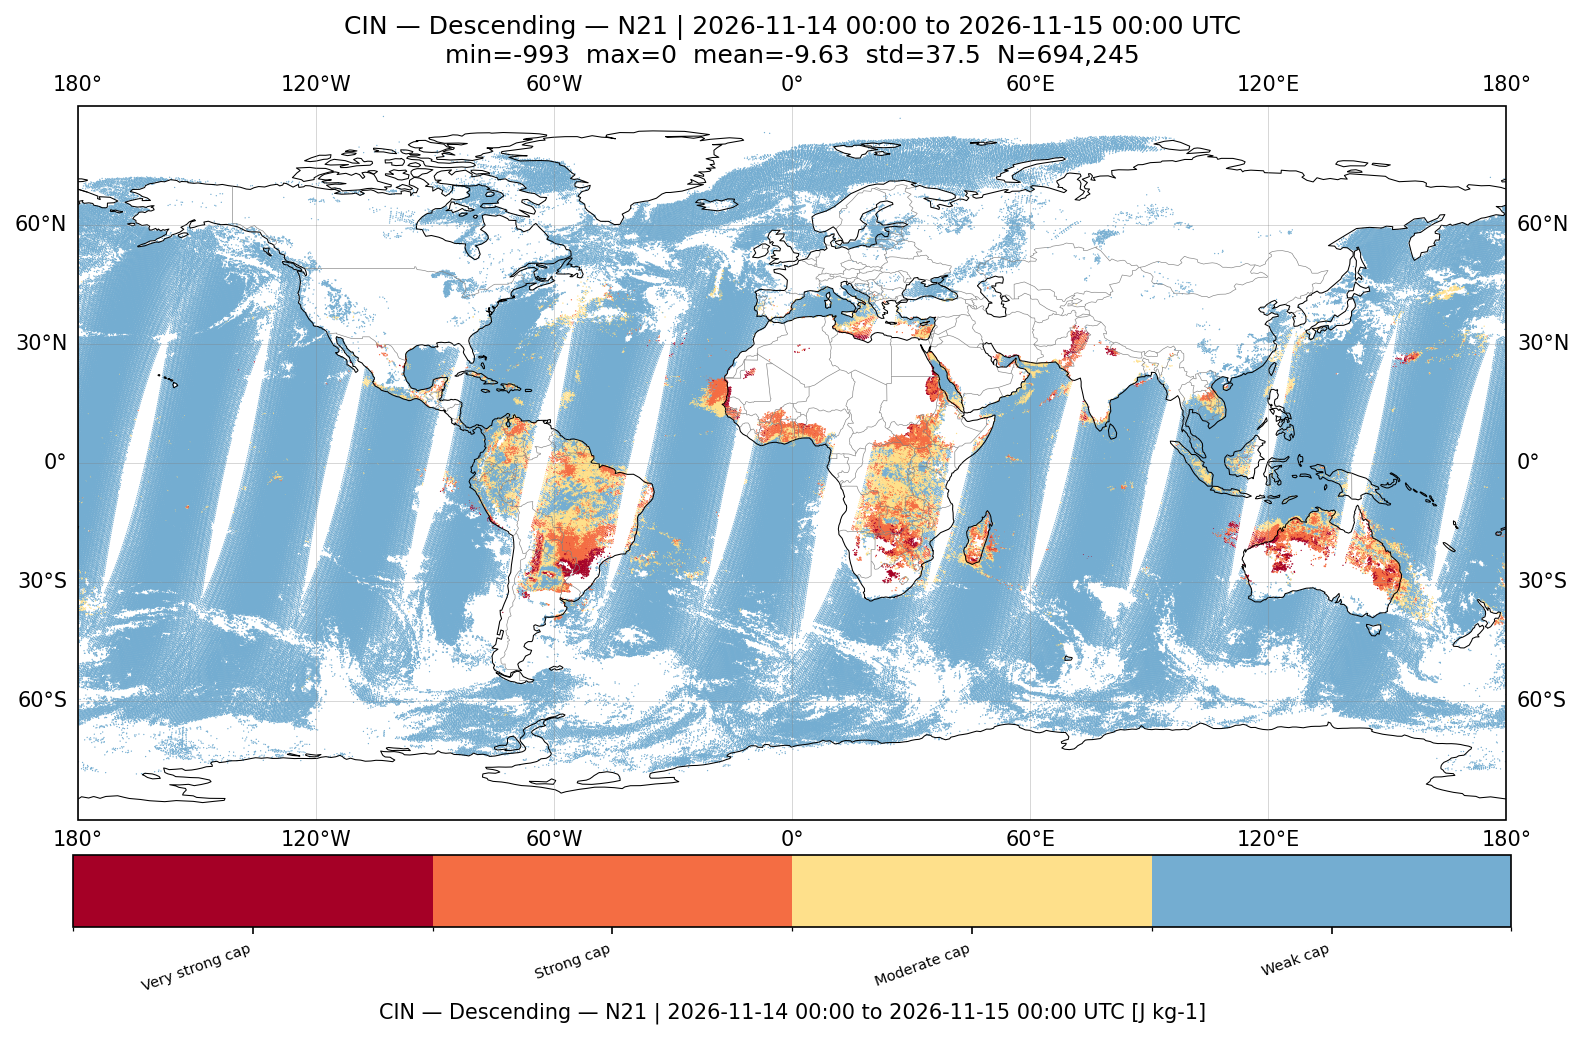 CIN — Descending — N21 | 2026-11-14 00:00 to 2026-11-15 00:00 UTC
min=-993  max=0  mean=-9.63  std=37.5  N=694,245
180° 120°W 60°W 0° 60°E 120°E 180°
60°N 60°N
30°N 30°N
0° 0°
30°S 30°S
60°S 60°S
180° 120°W 60°W 0° 60°E 120°E 180°
Very strong cap Strong cap Moderate cap Weak cap
CIN — Descending — N21 | 2026-11-14 00:00 to 2026-11-15 00:00 UTC [J kg-1]